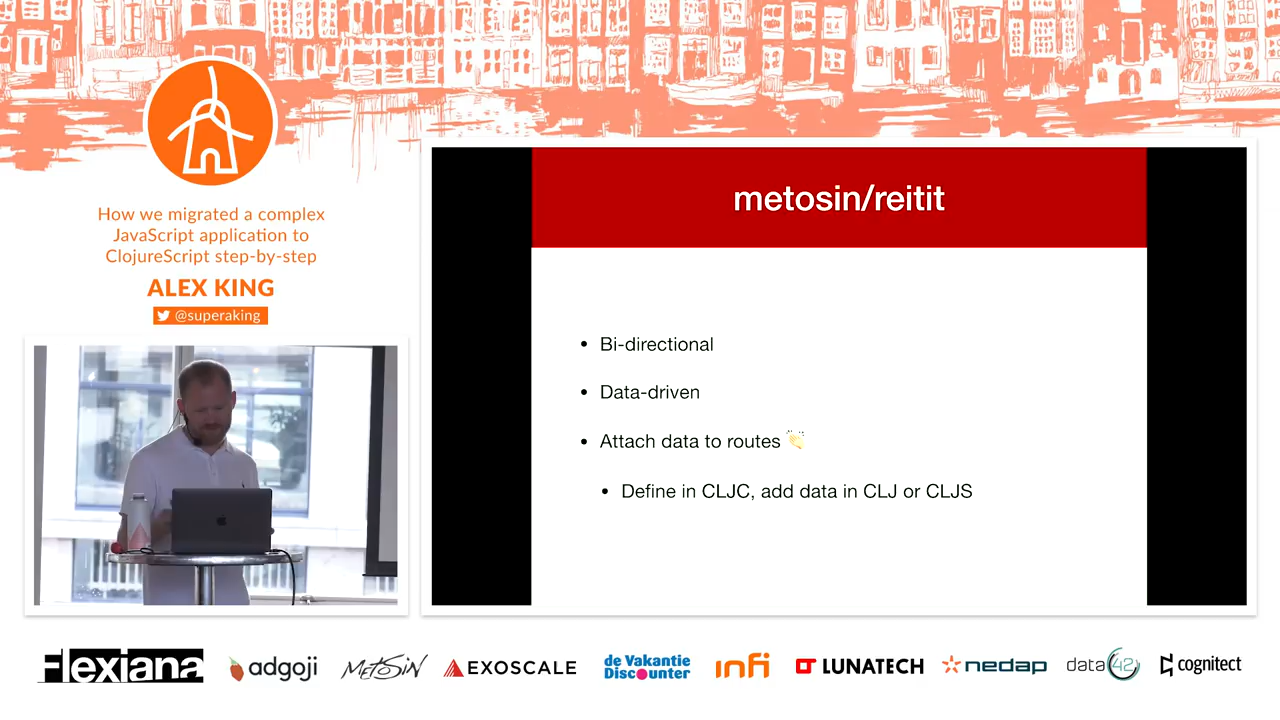 How we migrated a complex
JavaScript application to
ClojureScript step-by-step
ALEX KING
@superaking
metosin/reitit
• Bi-directional
• Data-driven
• Attach data to routes 👏
• Define in CLJC, add data in CLJ or CLJS
Flexiana
adgoji
METOSIN
EXOSCALE
de Vakantie
Discounter
infi
LUNATECH
nedap
data 42
cognitect